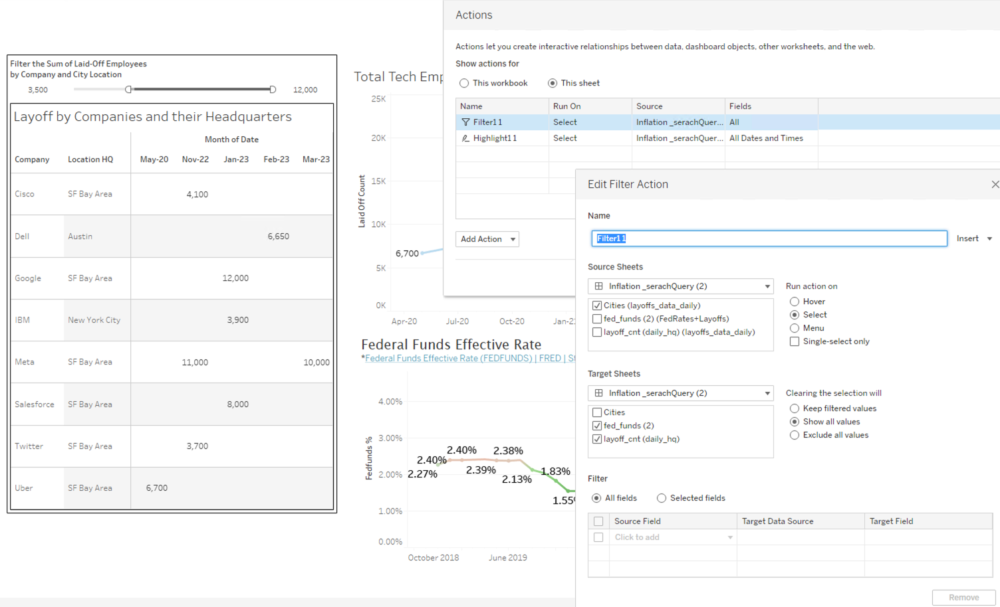 Filter the Sum of Laid-Off Employees
by Company and City Location
3,500 12,000
Layoff by Companies and their Headquarters
Month of Date
Company Location HQ May-20 Nov-22 Jan-23 Feb-23 Mar-23
Cisco SF Bay Area 4,100
Dell Austin 6,650
Google SF Bay Area 12,000
IBM New York City 3,900
Meta SF Bay Area 11,000 10,000
Salesforce SF Bay Area 8,000
Twitter SF Bay Area 3,700
Uber SF Bay Area 6,700
Total Tech Emp
Laid Off Count
25K
20K
15K
10K
5K
0K
6,700
Apr-20 Jul-20 Oct-20 Jan-2
Federal Funds Effective Rate
*Federal Funds Effective Rate (FEDFUNDS) | FRED | St
Fedfunds %
4.00%
3.00%
2.00%
1.00%
0.00%
2.27%
2.40%
2.40%
2.39%
2.38%
2.13%
1.83%
1.55%
October 2018 June 2019
Actions
Actions let you create interactive relationships between data, dashboard objects, other worksheets, and the web.
Show actions for
This workbook This sheet
Name Run On Source Fields
Filter1 1 Select Inflation _serachQuer... All
Highlight1 1 Select Inflation _serachQuer... All Dates and Times
Add Action
Edit Filter Action
Name
Filter1 1 Insert
Source Sheets
Inflation _serachQuery (2)
Cities (layoffs_data_daily)
fed_funds (2) (FedRates+Layoffs)
layoff_cnt (daily_hq) (layoffs_data_daily)
Run action on
Hover
Select
Menu
Single-select only
Target Sheets
Inflation _serachQuery (2)
Cities
fed_funds (2)
layoff_cnt (daily_hq)
Clearing the selection will
Keep filtered values
Show all values
Exclude all values
Filter
All fields Selected fields
Source Field Target Data Source Target Field
Click to add
Remove